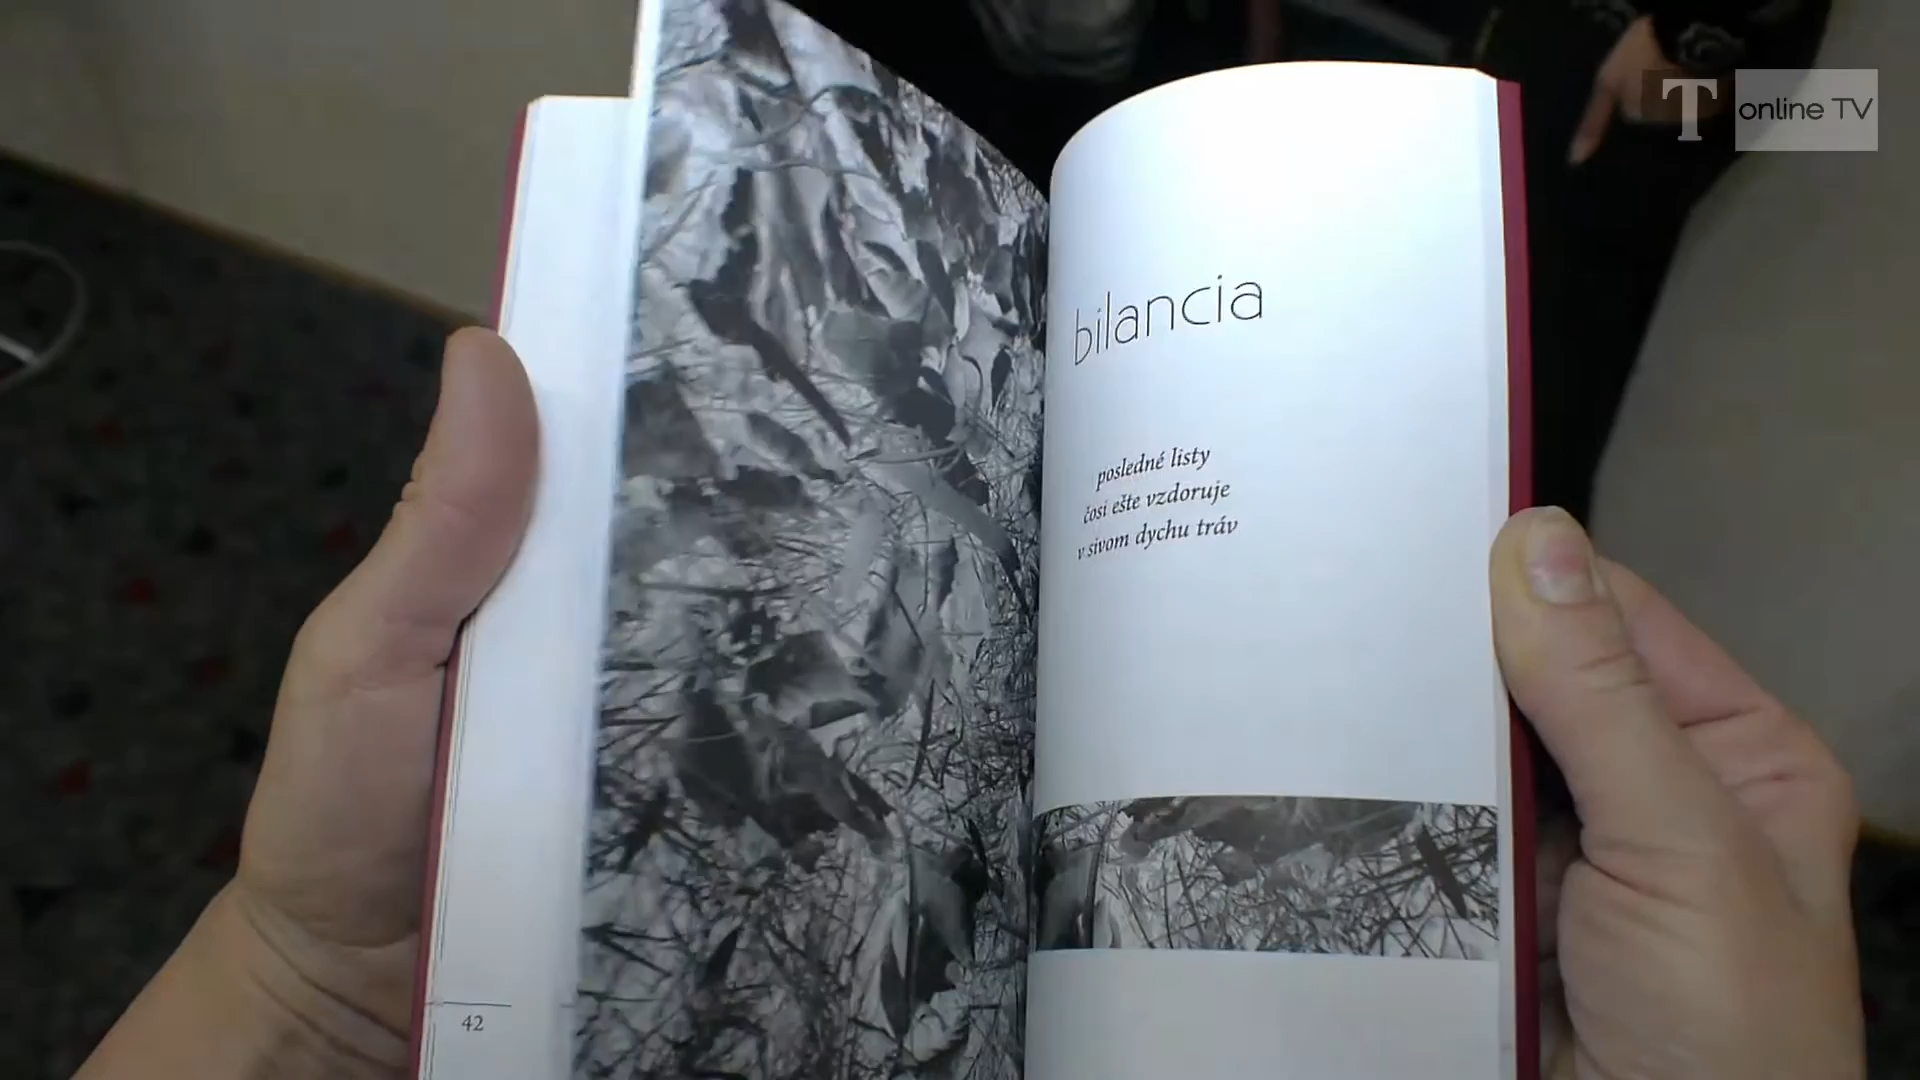 T online TV
bilancia
posledné listy
čosi ešte vzdoruje
v sivom dychu tráv
42